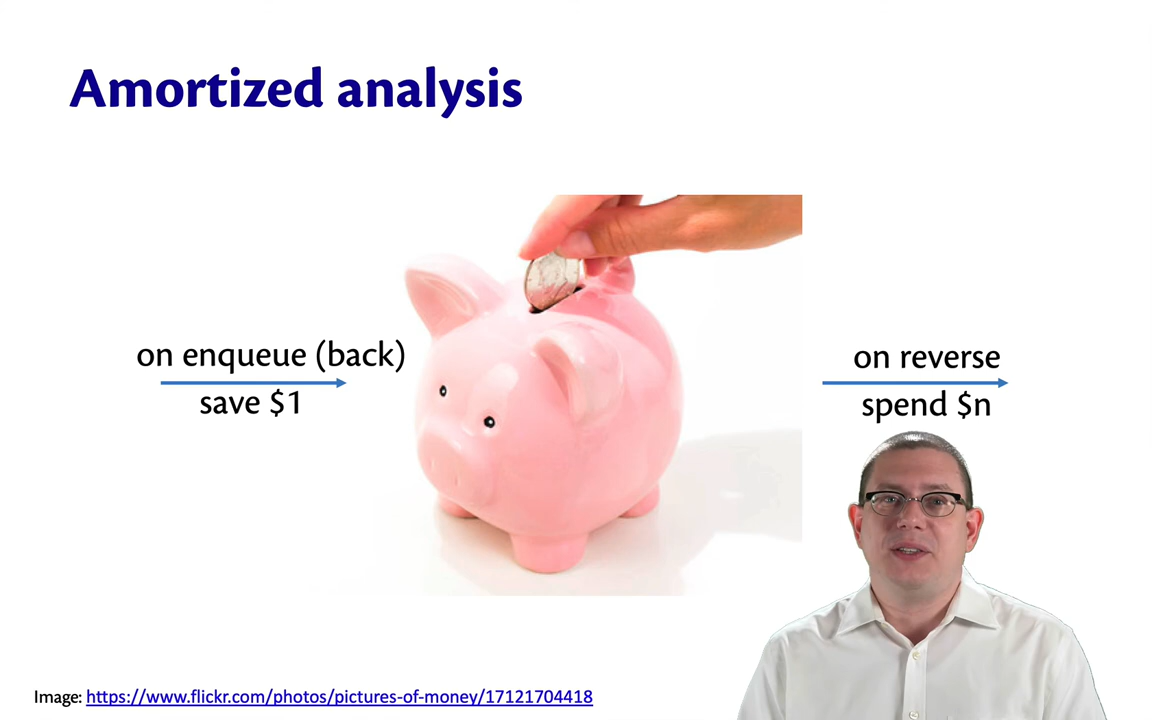 Amortized analysis
on enqueue (back)
save $1
on reverse
spend $n
Image: https://www.flickr.com/photos/pictures-of-money/17121704418